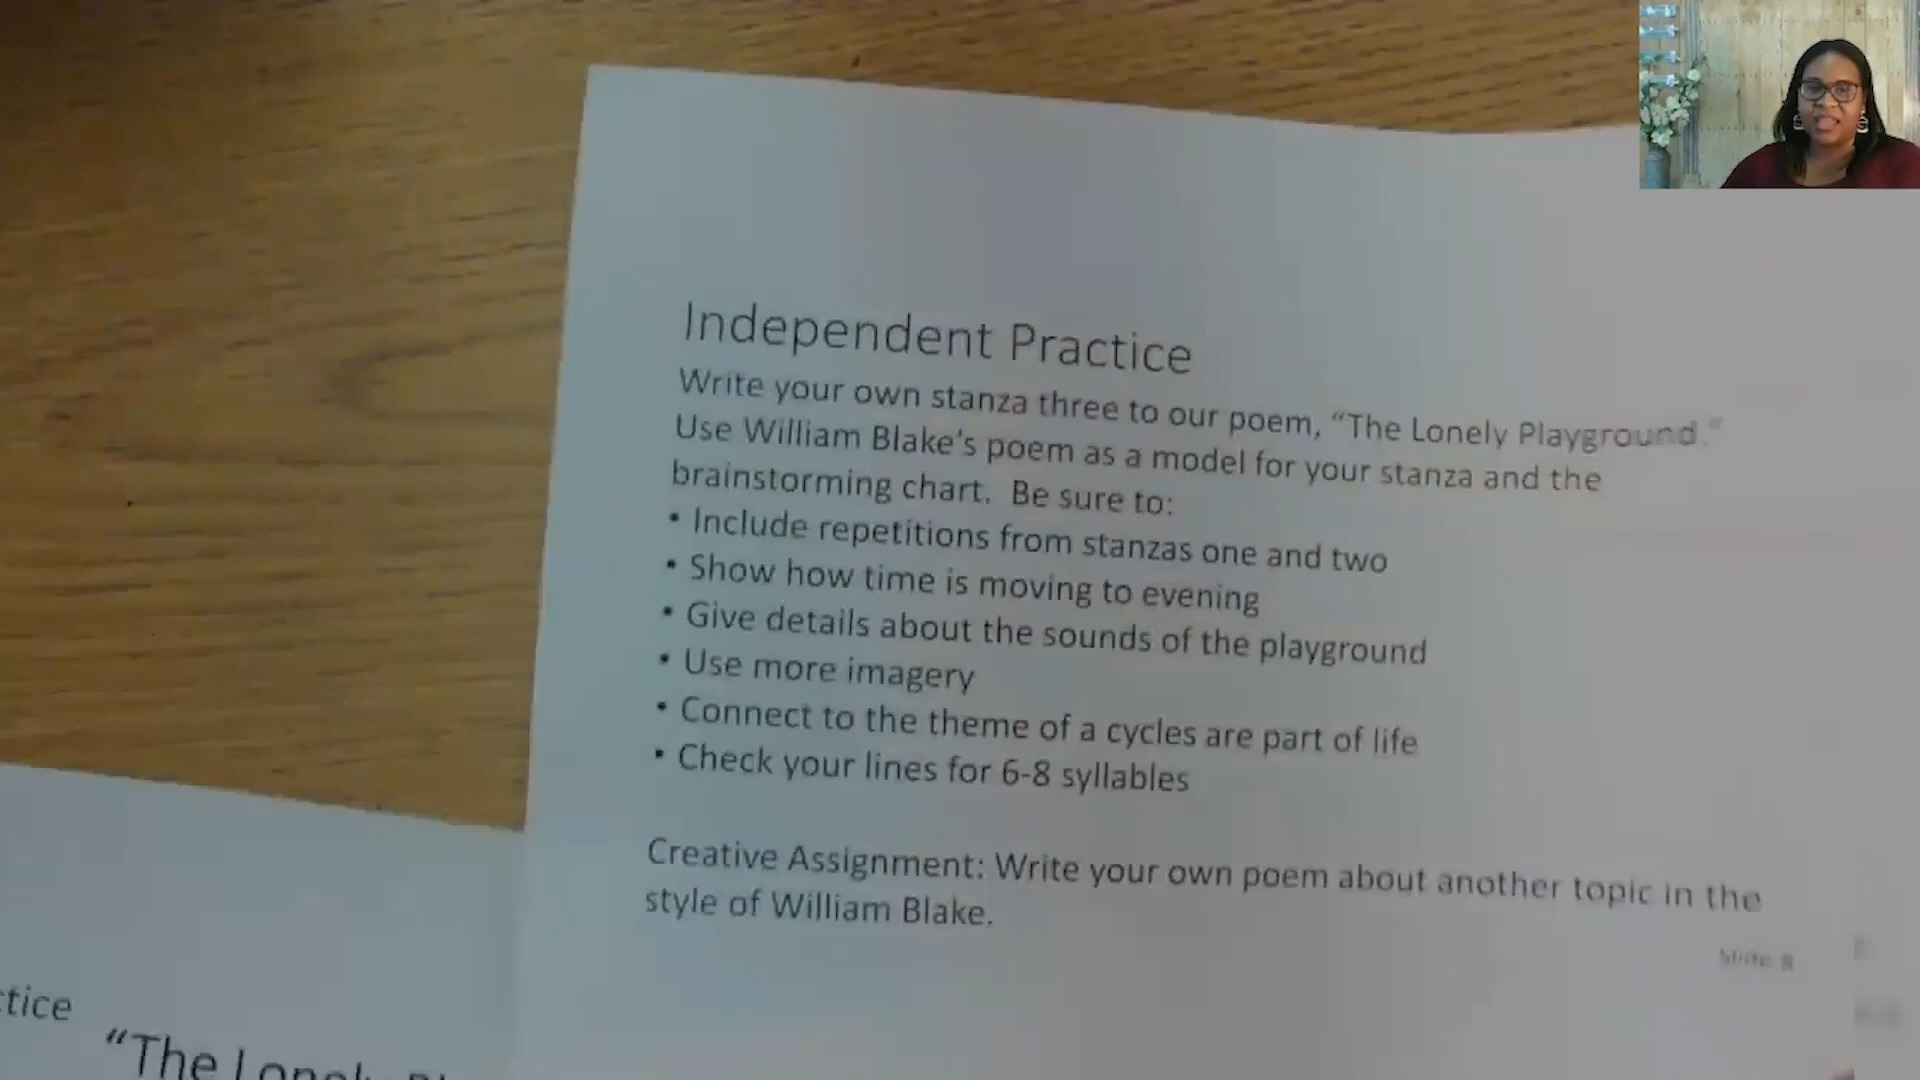 Independent Practice
Write your own stanza three to our poem, “The Lonely Playground.”
Use William Blake's poem as a model for your stanza and the
brainstorming chart.  Be sure to:
• Include repetitions from stanzas one and two
• Show how time is moving to evening
• Give details about the sounds of the playground
• Use more imagery
• Connect to the theme of a cycles are part of life
• Check your lines for 6-8 syllables
Creative Assignment: Write your own poem about another topic in the
style of William Blake.
tice
“The